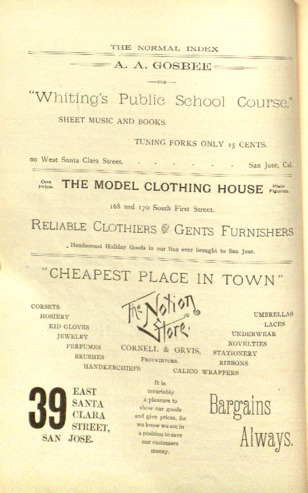 THE NORMAL INDEX
A. A. GOSBEE
—FOR—
"Whiting's Public School Course."
SHEET MUSIC AND BOOKS.
TUNING FORKS ONLY 15 CENTS.
60 West Santa Clara Street. - - - - - San Jose, Cal.
One Price. THE MODEL CLOTHING HOUSE Plain Figures.
168 and 170 South First Street.
RELIABLE CLOTHIERS & GENTS FURNISHERS
Handsomest Holiday Goods in our line ever brought to San Jose.
"CHEAPEST PLACE IN TOWN"
The Notion Store
CORNELL & ORVIS,
PROPRIETORS.
CORSETS
HOSIERY
KID GLOVES
JEWELRY
PERFUMES
BRUSHES
HANDKERCHIEFS
UMBRELLAS
LACES
UNDERWEAR
NOVELTIES
STATIONERY
RIBBONS
CALICO WRAPPERS
39 EAST
SANTA
CLARA
STREET,
SAN JOSE.
It is
invariably
a pleasure to
show our goods
and give prices, for
we know we are in
a position to save
our customers
money.
Bargains
Always.